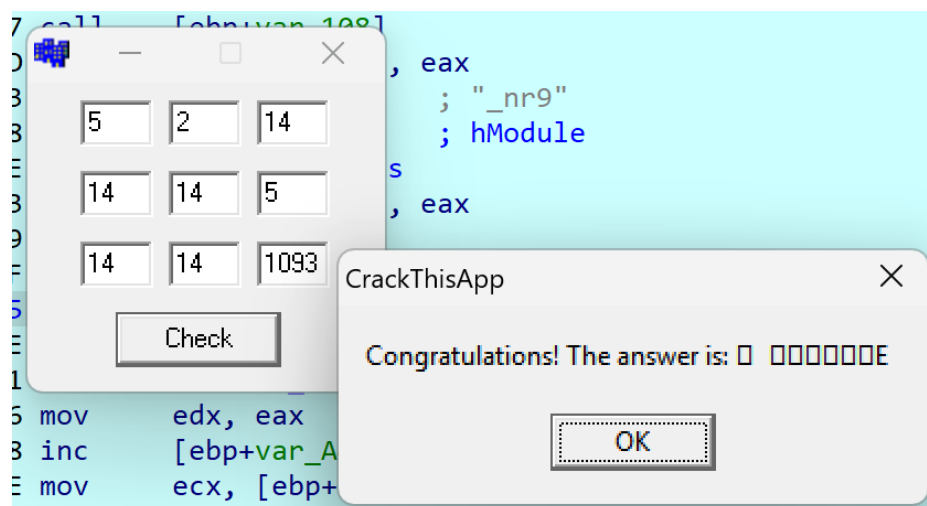 call [ebp+var_108]
, eax
; "_nr9"
; hModule
s
, eax
5 2 14
14 14 5
14 14 1093
Check
CrackThisApp
Congratulations! The answer is: □ □□□□□□E
OK
mov edx, eax
inc [ebp+var_A
mov ecx, [ebp+